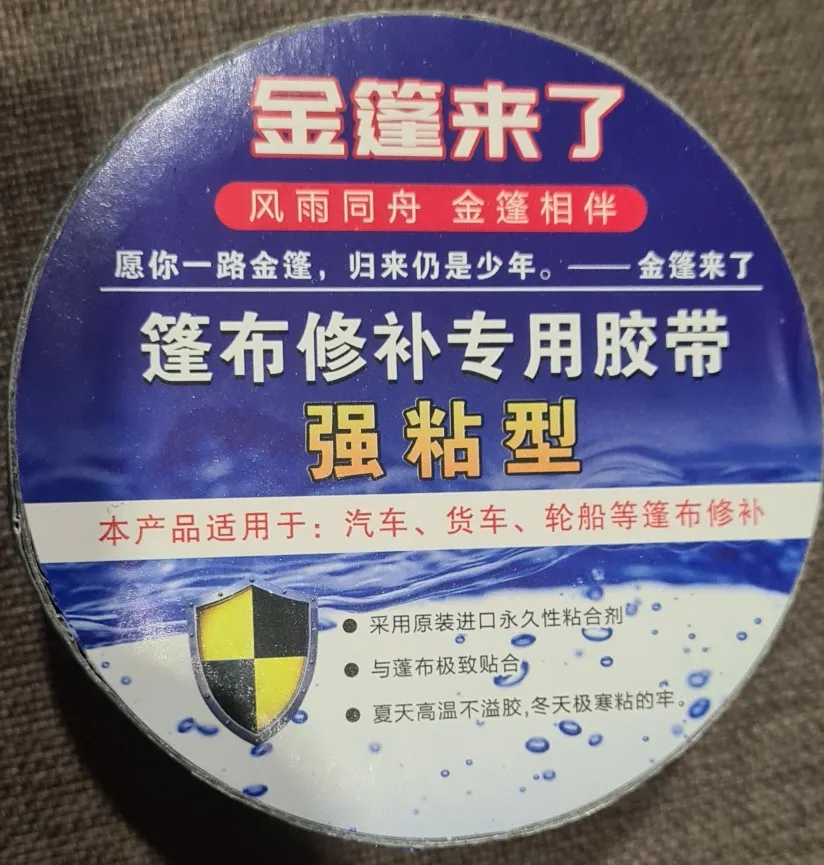 金篷来了
风雨同舟 金篷相伴
愿你一路金篷，归来仍是少年。——金篷来了
篷布修补专用胶带
强粘型
本产品适用于：汽车、货车、轮船等篷布修补
采用原装进口永久性粘合剂
与蓬布极致贴合
夏天高温不溢胶,冬天极寒粘的牢。